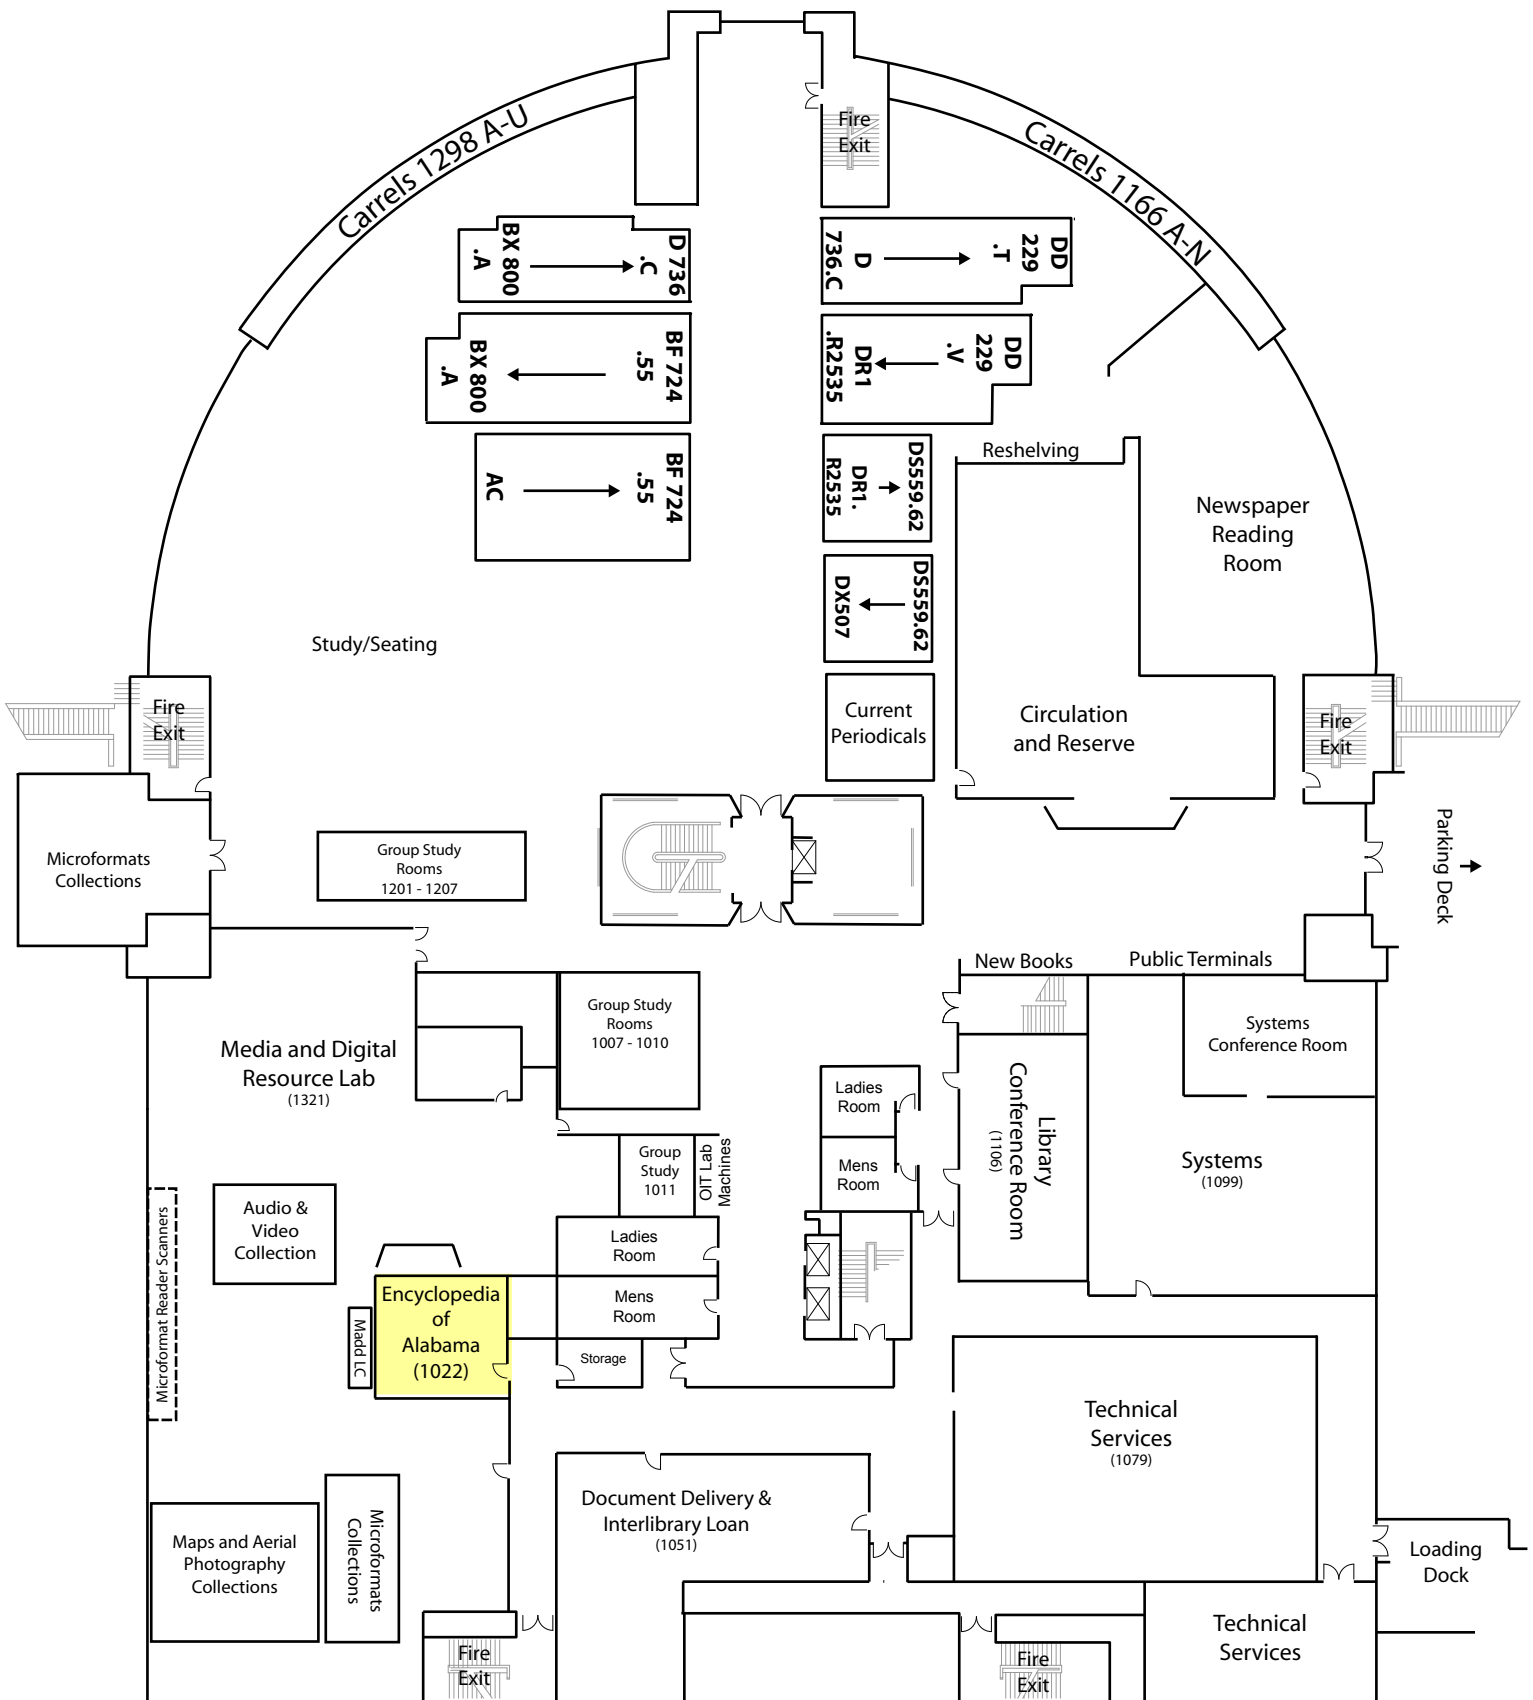 Carrels 1298 A-U
Fire
Exit
Carrels 1166 A-N
BX 800
.A
D 736
.C
D
736.C
DD
229
.T
BX 800
.A
BF 724
.55
DR1
.R2535
DD
229
.V
AC
BF 724
.55
DR1.
R2535
DS559.62
Reshelving
Newspaper
Reading
Room
DX507
DS559.62
Study/Seating
Fire
Exit
Current
Periodicals
Circulation
and Reserve
Fire
Exit
Microformats
Collections
Group Study
Rooms
1201 - 1207
Parking Deck
New Books
Public Terminals
Media and Digital
Resource Lab
(1321)
Group Study
Rooms
1007 - 1010
Systems
Conference Room
Ladies
Room
Mens
Room
Library
Conference Room
(1106)
Systems
(1099)
Group
Study
1011
OIT Lab
Machines
Microformat Reader Scanners
Audio &
Video
Collection
Ladies
Room
Mens
Room
Encyclopedia
of
Alabama
(1022)
Madd LC
Storage
Technical
Services
(1079)
Maps and Aerial
Photography
Collections
Microformats
Collections
Document Delivery &
Interlibrary Loan
(1051)
Loading
Dock
Technical
Services
Fire
Exit
Fire
Exit